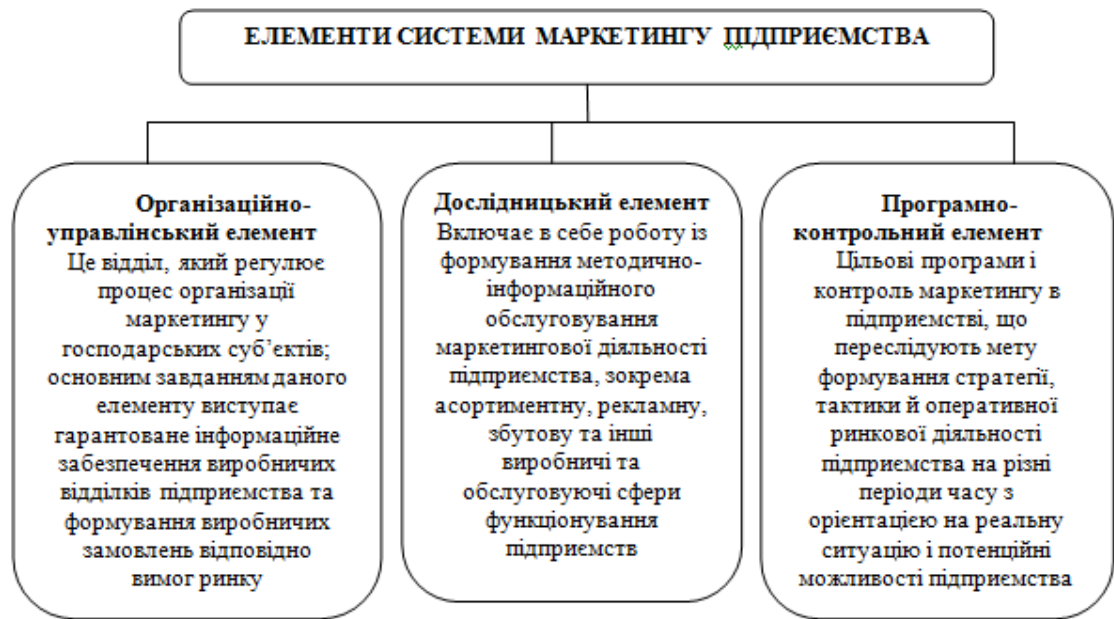 ЕЛЕМЕНТИ СИСТЕМИ МАРКЕТИНГУ ПІДПРИЄМСТВА
Організаційно-
управлінський елемент
Це відділ, який регулює
процес організації
маркетингу у
господарських суб’єктів;
основним завданням даного
елементу виступає
гарантоване інформаційне
забезпечення виробничих
відділків підприємства та
формування виробничих
замовлень відповідно
вимог ринку
Дослідницький елемент
Включає в себе роботу із
формування методично-
інформаційного
обслуговування
маркетингової діяльності
підприємства, зокрема
асортиментну, рекламну,
збутову та інші
виробничі та
обслуговуючі сфери
функціонування
підприємств
Програмно-
контрольний елемент
Цільові програми і
контроль маркетингу в
підприємстві, що
переслідують мету
формування стратегії,
тактики й оперативної
ринкової діяльності
підприємства на різні
періоди часу з
орієнтацією на реальну
ситуацію і потенційні
можливості підприємства